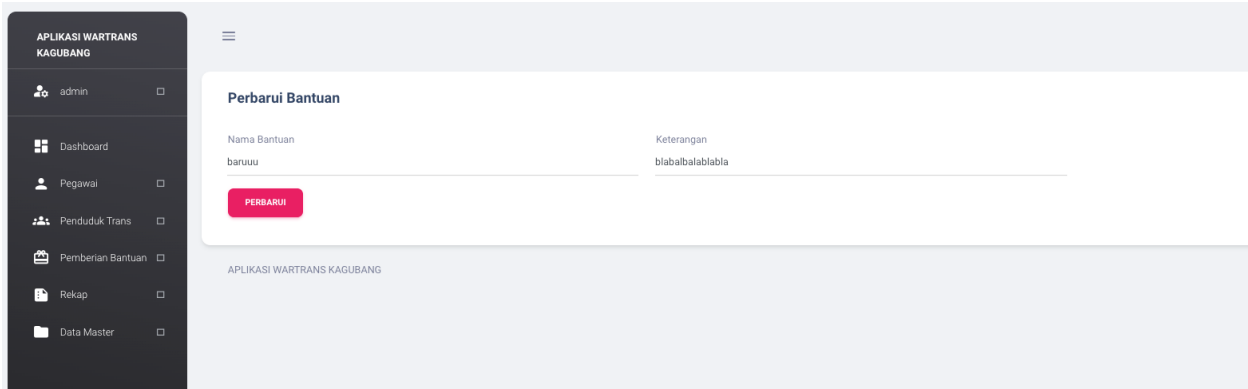 APLIKASI WARTRANS
KAGUBANG
admin
Dashboard
Pegawai
Penduduk Trans
Pemberian Bantuan
Rekap
Data Master
Perbarui Bantuan
Nama Bantuan
baruuu
Keterangan
blabalbalablabla
PERBARUI
APLIKASI WARTRANS KAGUBANG